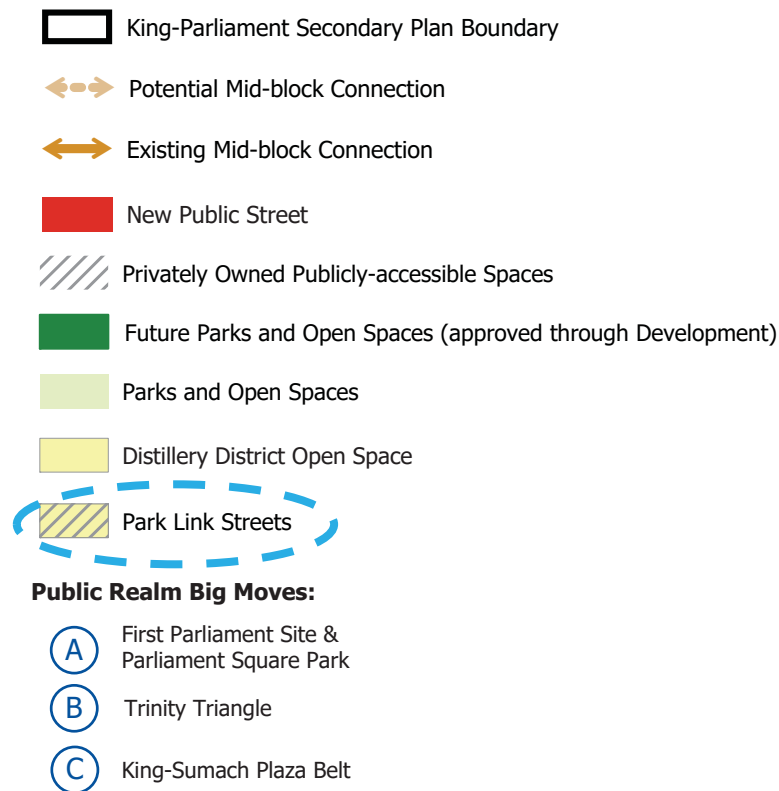 King-Parliament Secondary Plan Boundary
Potential Mid-block Connection
Existing Mid-block Connection
New Public Street
Privately Owned Publicly-accessible Spaces
Future Parks and Open Spaces (approved through Development)
Parks and Open Spaces
Distillery District Open Space
Park Link Streets
Public Realm Big Moves:
A
First Parliament Site &
Parliament Square Park
B
Trinity Triangle
C
King-Sumach Plaza Belt